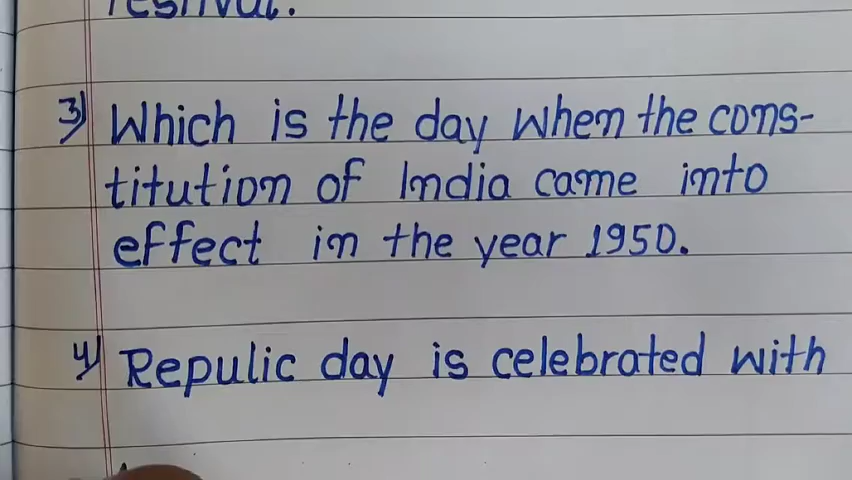 festival.
3) Which is the day when the cons-
titution of India came into
effect in the year 1950.
4) Repulic day is celebrated with